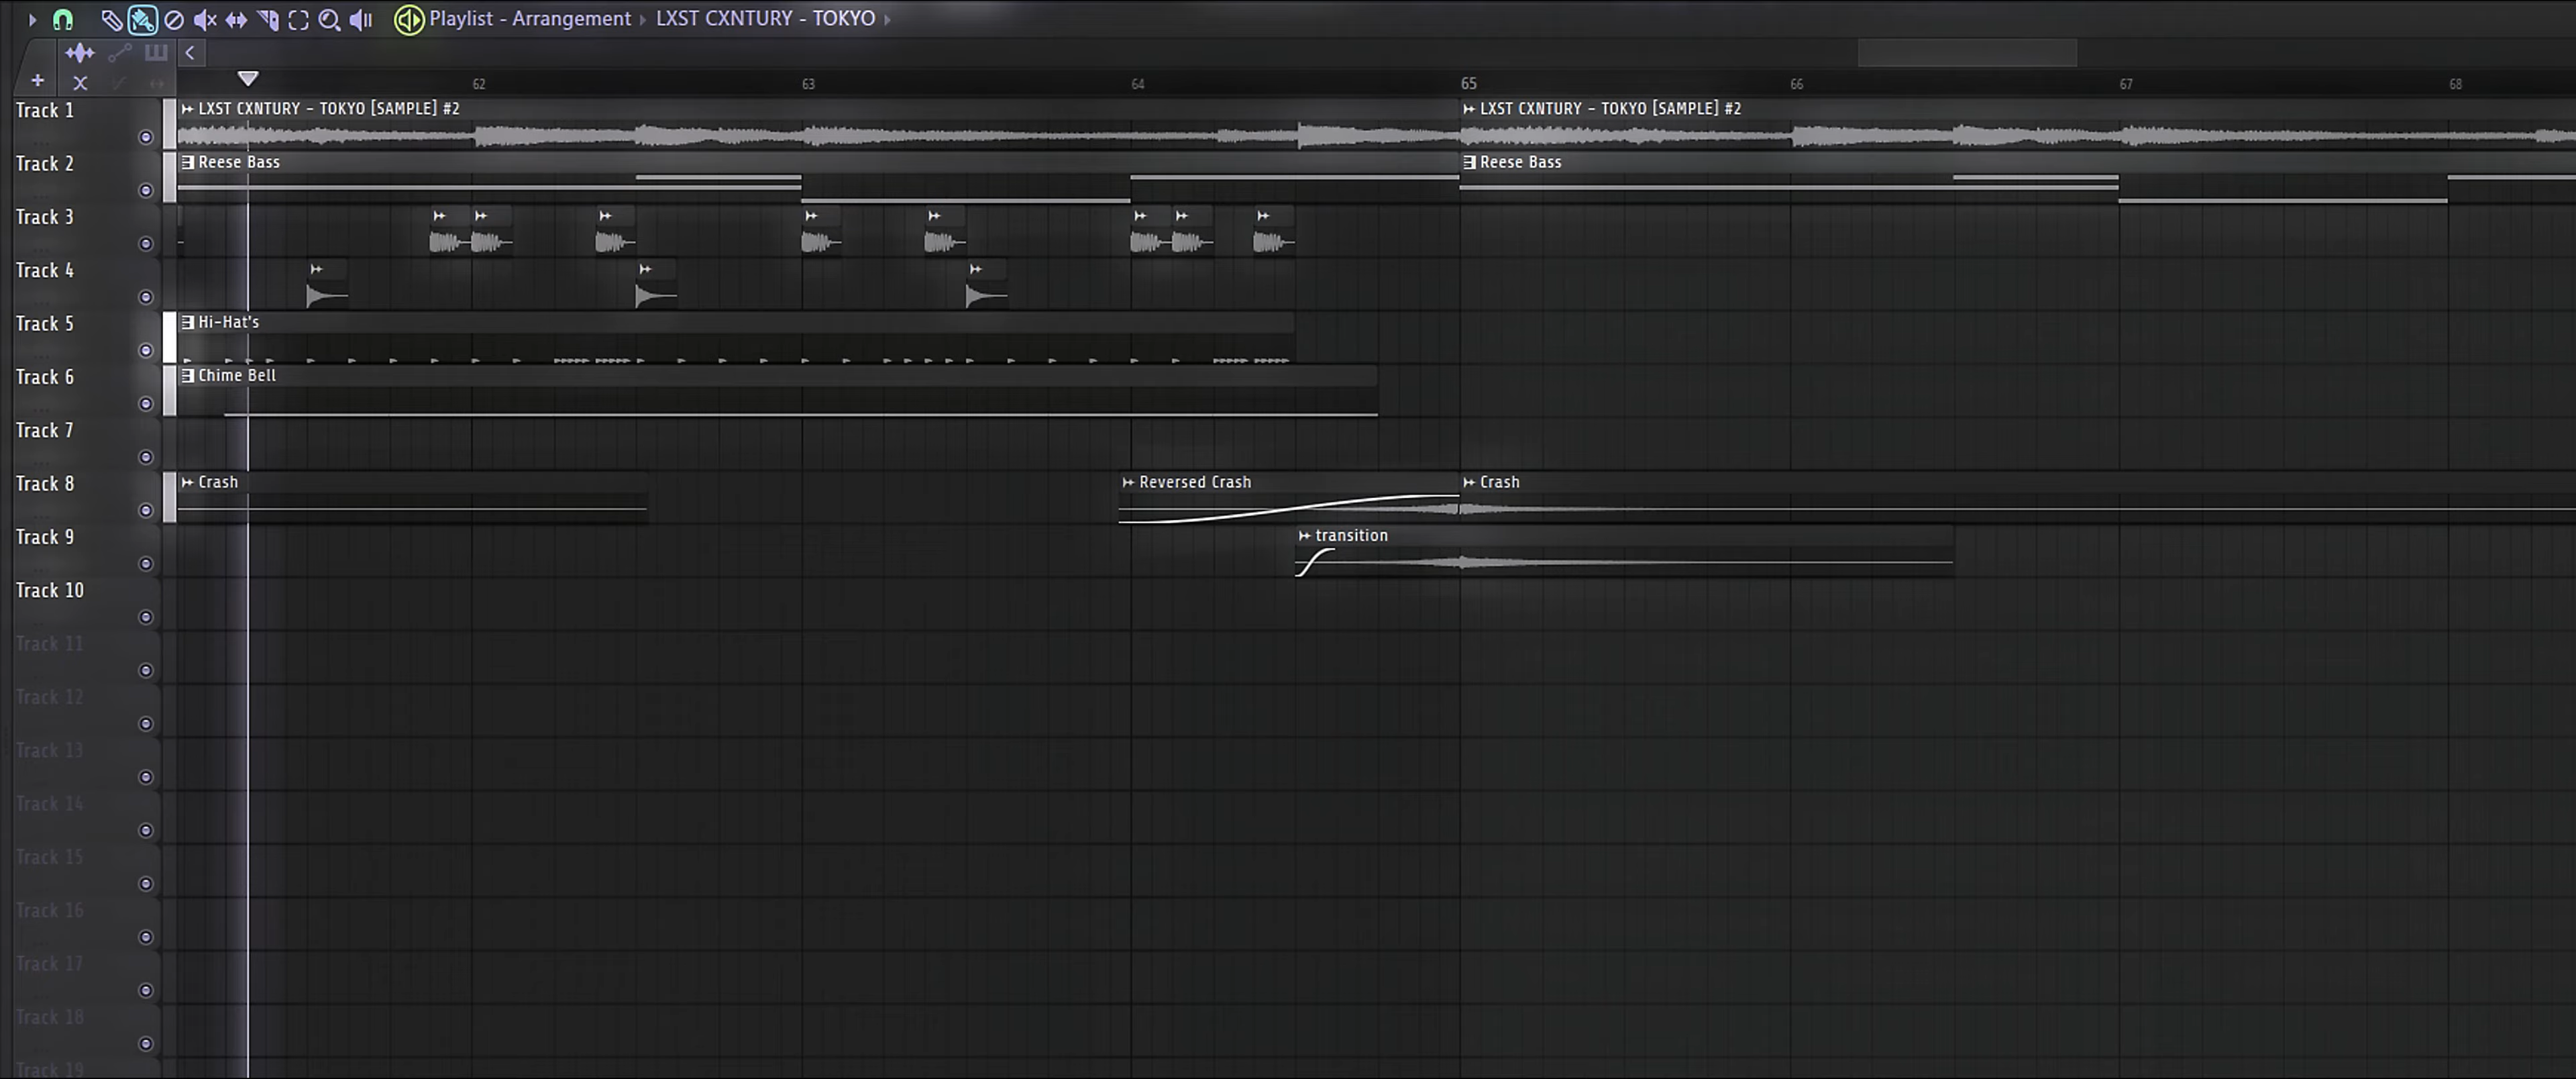 Playlist - Arrangement › LXST CXNTURY - TOKYO ›
62 63 64 65 66 67 68
Track 1
LXST CXNTURY - TOKYO [SAMPLE] #2 LXST CXNTURY - TOKYO [SAMPLE] #2
Track 2
Reese Bass Reese Bass
Track 3
Track 4
Track 5
Hi-Hat's
Track 6
Chime Bell
Track 7
Track 8
Crash Reversed Crash Crash
Track 9
transition
Track 10
Track 11
Track 12
Track 13
Track 14
Track 15
Track 16
Track 17
Track 18
Track 19